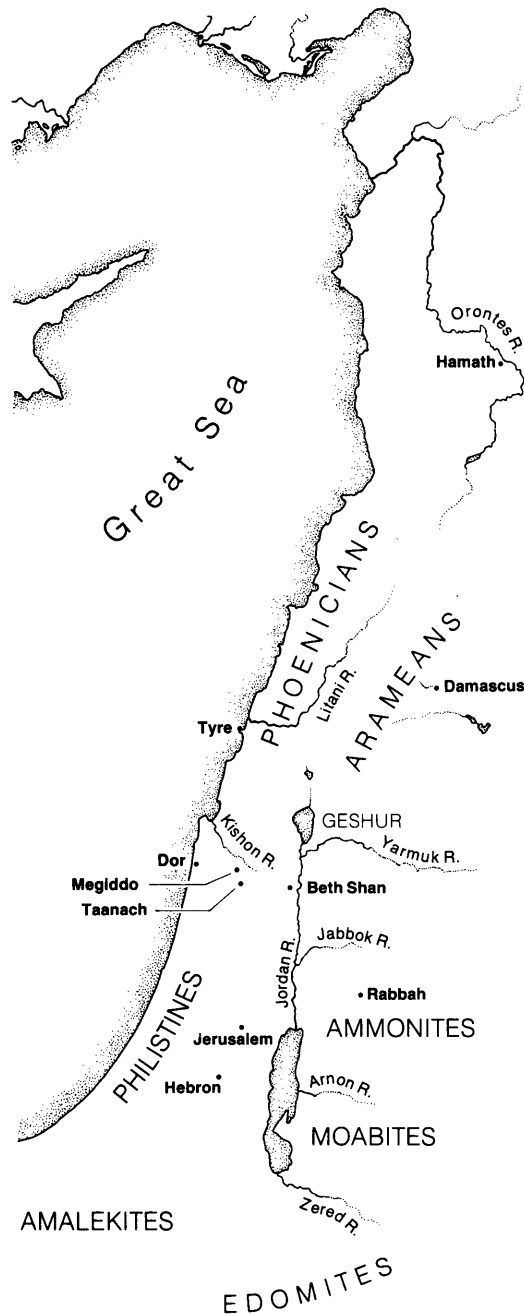 Orontes R.
Hamath
Great Sea
PHOENICIANS
Litani R.
ARAMEANS
Damascus
Tyre
GESHUR
Kishon R.
Yarmuk R.
Dor
Megiddo
Beth Shan
Taanach
Jabbok R.
Jordan R.
Rabbah
PHILISTINES
Jerusalem
AMMONITES
Hebron
Arnon R.
MOABITES
Zered R.
AMALEKITES
EDOMITES